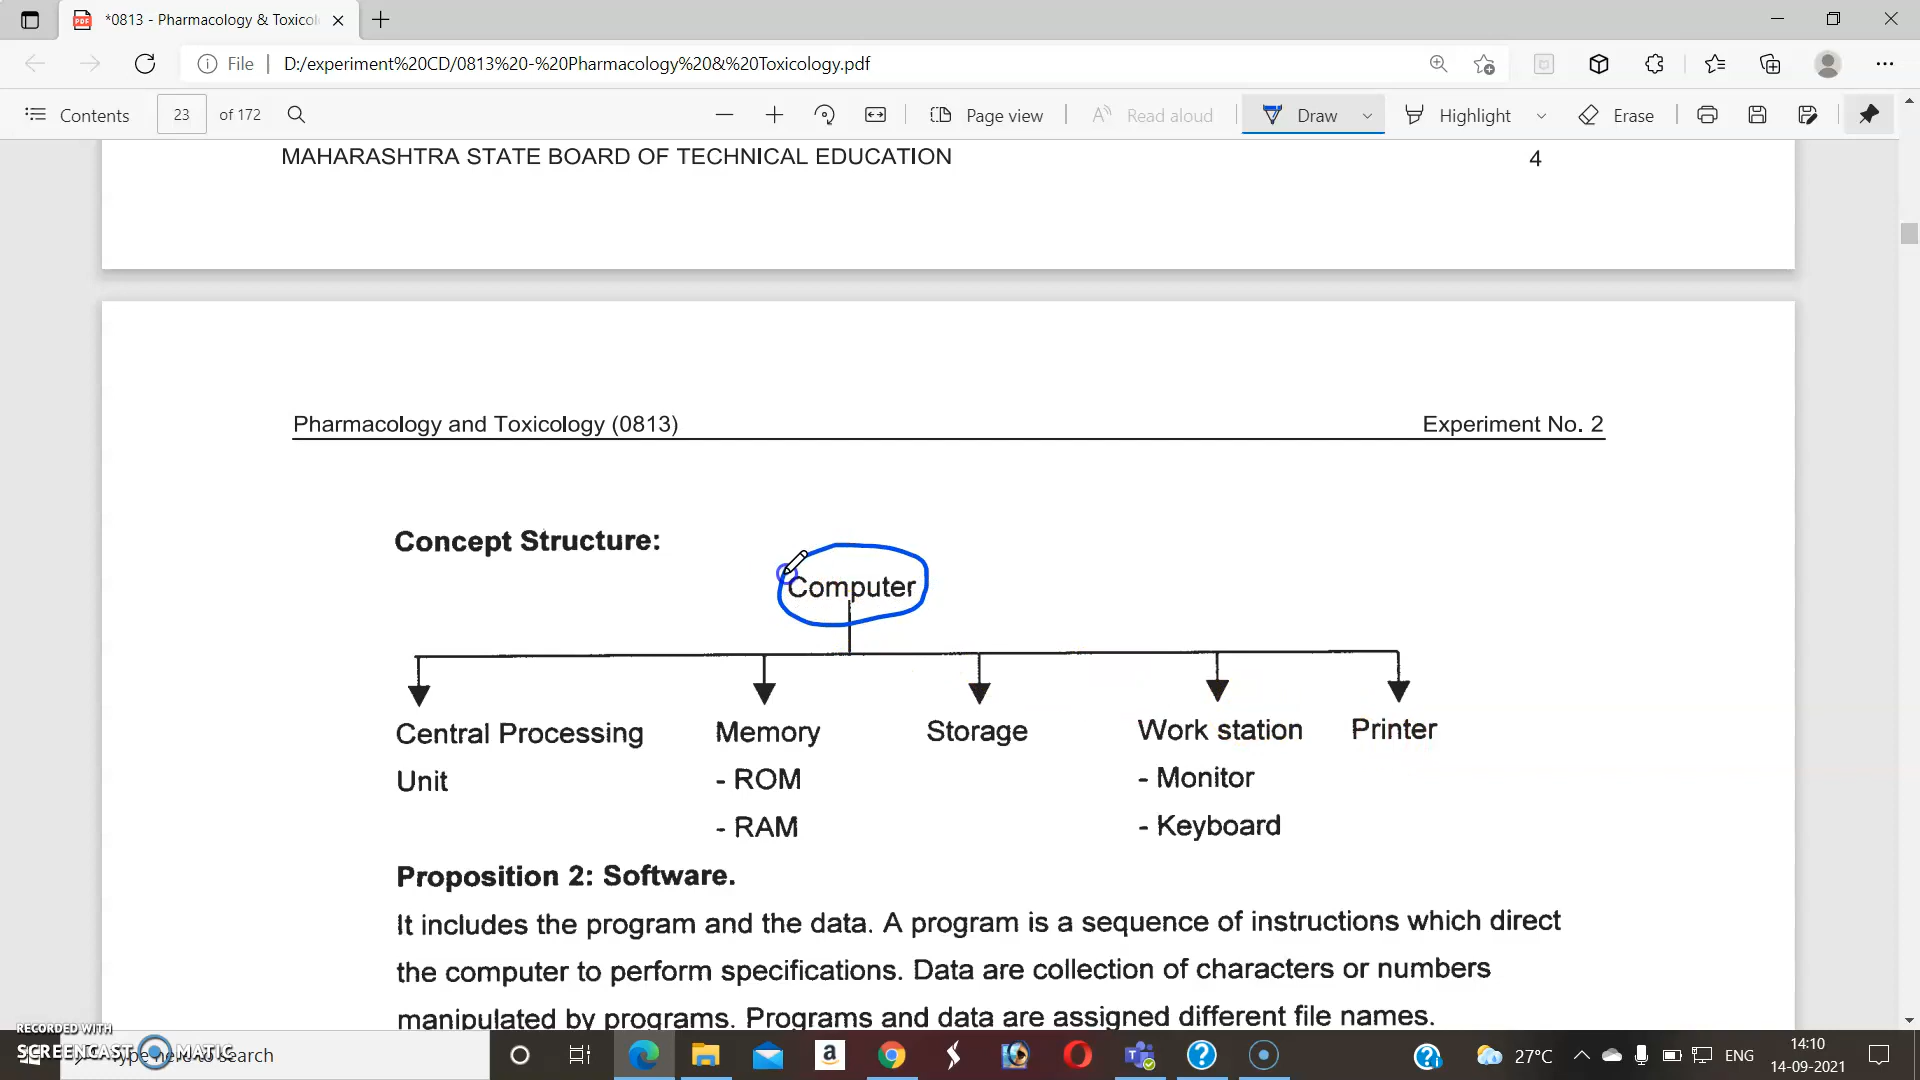 *0813 - Pharmacology & Toxicol
File D:/experiment%20CD/0813%20-%20Pharmacology%20&%20Toxicology.pdf
Contents 23 of 172 Page view Read aloud Draw Highlight Erase
MAHARASHTRA STATE BOARD OF TECHNICAL EDUCATION 4
Pharmacology and Toxicology (0813) Experiment No. 2
Concept Structure:
Computer
Central Processing Memory Storage Work station Printer
Unit - ROM - Monitor
- RAM - Keyboard
Proposition 2: Software.
It includes the program and the data. A program is a sequence of instructions which direct
the computer to perform specifications. Data are collection of characters or numbers
manipulated by programs. Programs and data are assigned different file names.
RECORDED WITH
SCREENCAST MATIC
Type here to search
27°C ENG 14:10
14-09-2021